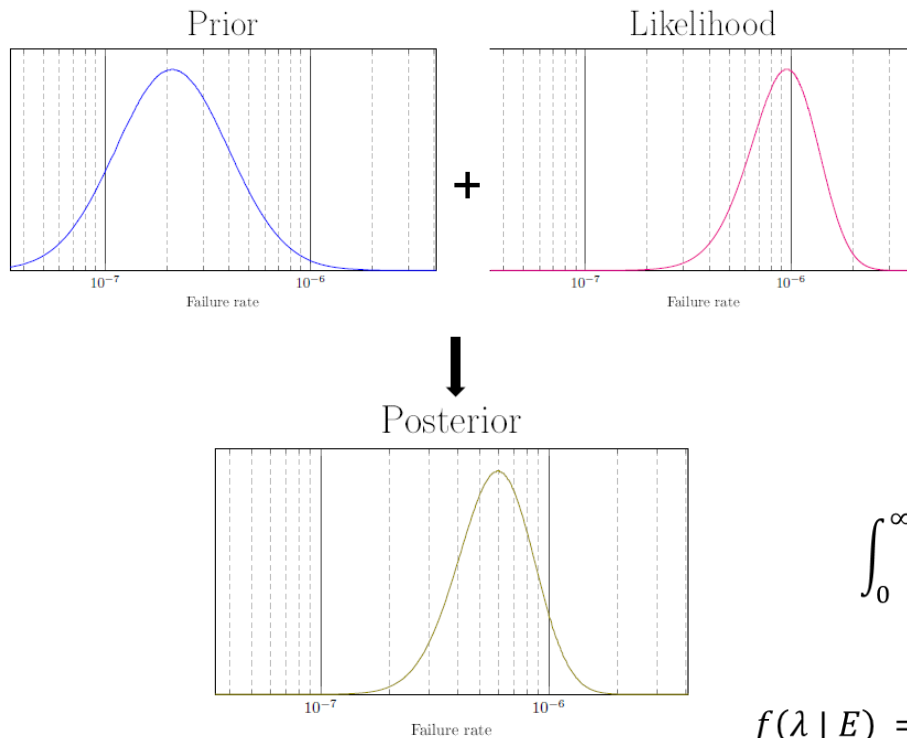 Prior
Likelihood
10⁻⁷ 10⁻⁶
Failure rate
+
10⁻⁷ 10⁻⁶
Failure rate
Posterior
10⁻⁷ 10⁻⁶
Failure rate
∫₀^∞
f(λ | E) =